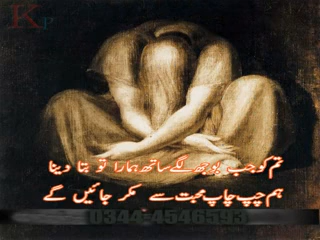 Kp
تم کو جب بوجھ لگے ساتھ ہمارا تو بتا دینا
ہم چپ چاپ محبت سے مکر جائیں گے
0344-4546593